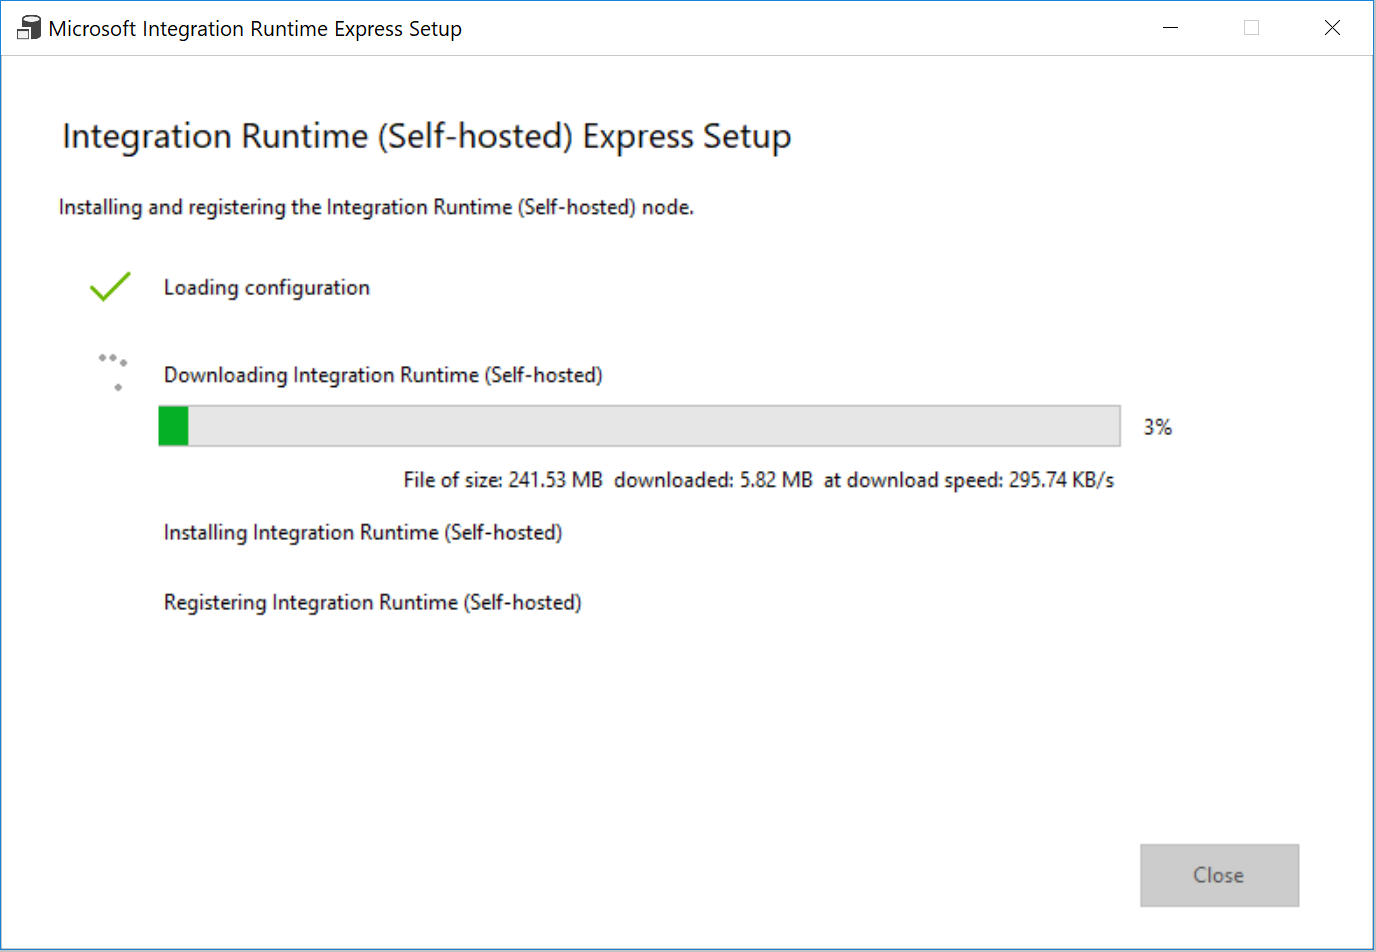 Microsoft Integration Runtime Express Setup
Integration Runtime (Self-hosted) Express Setup
Installing and registering the Integration Runtime (Self-hosted) node.
Loading configuration
Downloading Integration Runtime (Self-hosted)
3%
File of size: 241.53 MB  downloaded: 5.82 MB  at download speed: 295.74 KB/s
Installing Integration Runtime (Self-hosted)
Registering Integration Runtime (Self-hosted)
Close